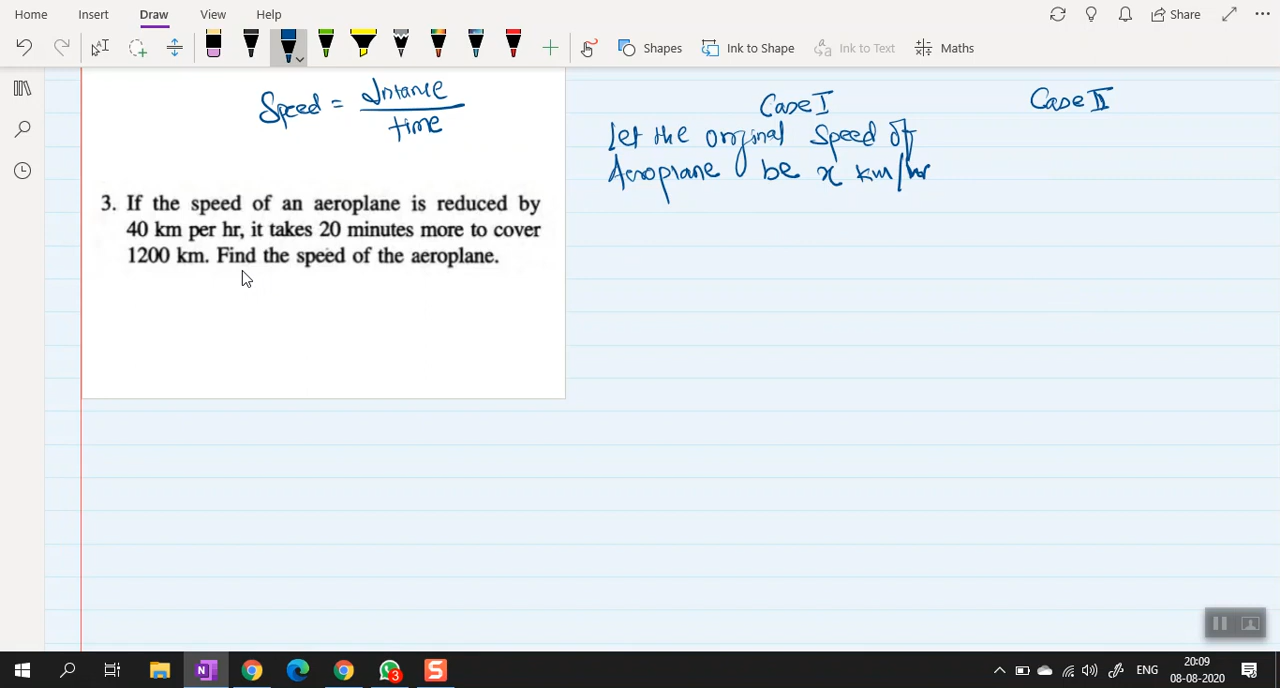 Home Insert Draw View Help Share
Shapes Ink to Shape Ink to Text Maths
Speed = distance
time
Case I
Case II
let the original Speed of
Aeroplane be x km/hr
3. If the speed of an aeroplane is reduced by
40 km per hr, it takes 20 minutes more to cover
1200 km. Find the speed of the aeroplane.
3
ENG
20:09
08-08-2020